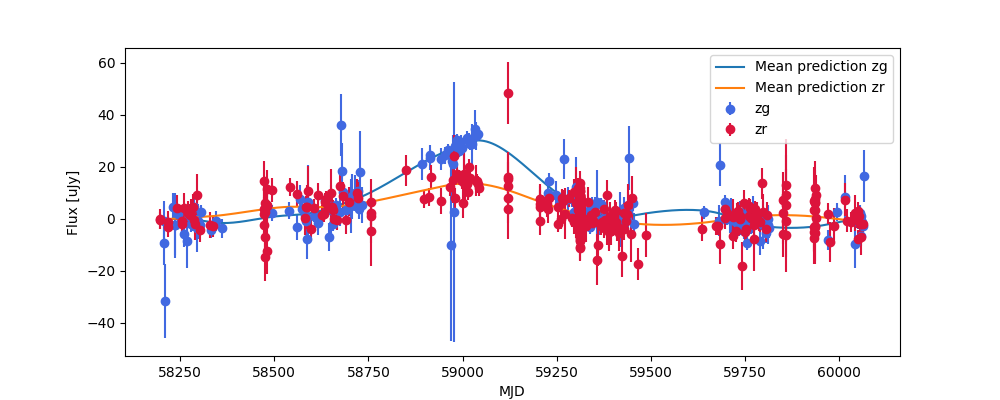 60
40
20
0
−20
−40
Flux [uJy]
58250
58500
58750
59000
59250
59500
59750
60000
MJD
Mean prediction zg
Mean prediction zr
zg
zr